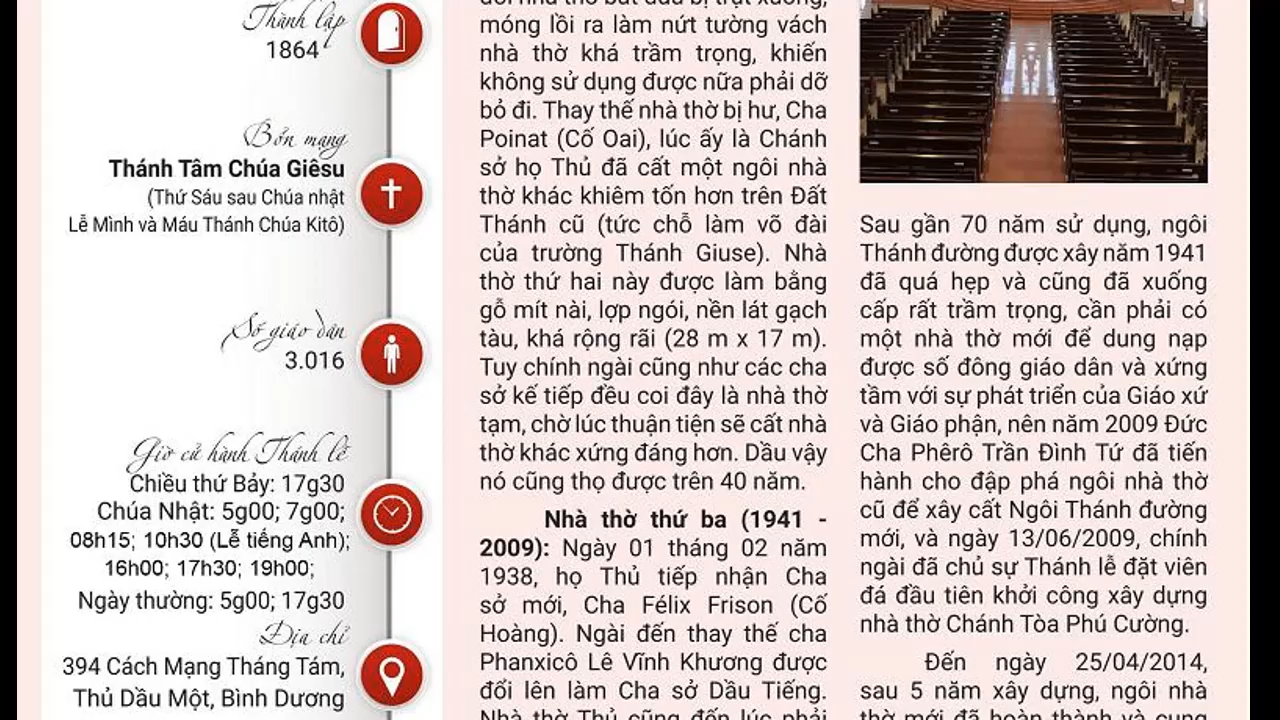 Thành lập
1864
Bổn mạng
Thánh Tâm Chúa Giêsu
(Thứ Sáu sau Chúa nhật
Lễ Mình và Máu Thánh Chúa Kitô)
Số giáo dân
3.016
Giờ cử hành Thánh lễ
Chiều thứ Bảy: 17g30
Chúa Nhật: 5g00; 7g00;
08h15; 10h30 (Lễ tiếng Anh);
16h00; 17h30; 19h00;
Ngày thường: 5g00; 17g30
Địa chỉ
394 Cách Mạng Tháng Tám,
Thủ Dầu Một, Bình Dương
móng lồi ra làm nứt tường vách
nhà thờ khá trầm trọng, khiến
không sử dụng được nữa phải dỡ
bỏ đi. Thay thế nhà thờ bị hư, Cha
Poinat (Cố Oai), lúc ấy là Chánh
sở họ Thủ đã cất một ngôi nhà
thờ khác khiêm tốn hơn trên Đất
Thánh cũ (tức chỗ làm võ đài
của trường Thánh Giuse). Nhà
thờ thứ hai này được làm bằng
gỗ mít nài, lợp ngói, nền lát gạch
tàu, khá rộng rãi (28 m x 17 m).
Tuy chính ngài cũng như các cha
sở kế tiếp đều coi đây là nhà thờ
tạm, chờ lúc thuận tiện sẽ cất nhà
thờ khác xứng đáng hơn. Dầu vậy
nó cũng thọ được trên 40 năm.
Nhà thờ thứ ba (1941 -
2009): Ngày 01 tháng 02 năm
1938, họ Thủ tiếp nhận Cha
sở mới, Cha Félix Frison (Cố
Hoàng). Ngài đến thay thế cha
Phanxicô Lê Vĩnh Khương được
đổi lên làm Cha sở Dầu Tiếng.
Nhà thờ Thủ cũng đến lúc phải
Sau gần 70 năm sử dụng, ngôi
Thánh đường được xây năm 1941
đã quá hẹp và cũng đã xuống
cấp rất trầm trọng, cần phải có
một nhà thờ mới để dung nạp
được số đông giáo dân và xứng
tầm với sự phát triển của Giáo xứ
và Giáo phận, nên năm 2009 Đức
Cha Phêrô Trần Đình Tứ đã tiến
hành cho đập phá ngôi nhà thờ
cũ để xây cất Ngôi Thánh đường
mới, và ngày 13/06/2009, chính
ngài đã chủ sự Thánh lễ đặt viên
đá đầu tiên khởi công xây dựng
nhà thờ Chánh Tòa Phú Cường.
Đến ngày 25/04/2014,
sau 5 năm xây dựng, ngôi nhà
thờ mới đã hoàn thành và cung